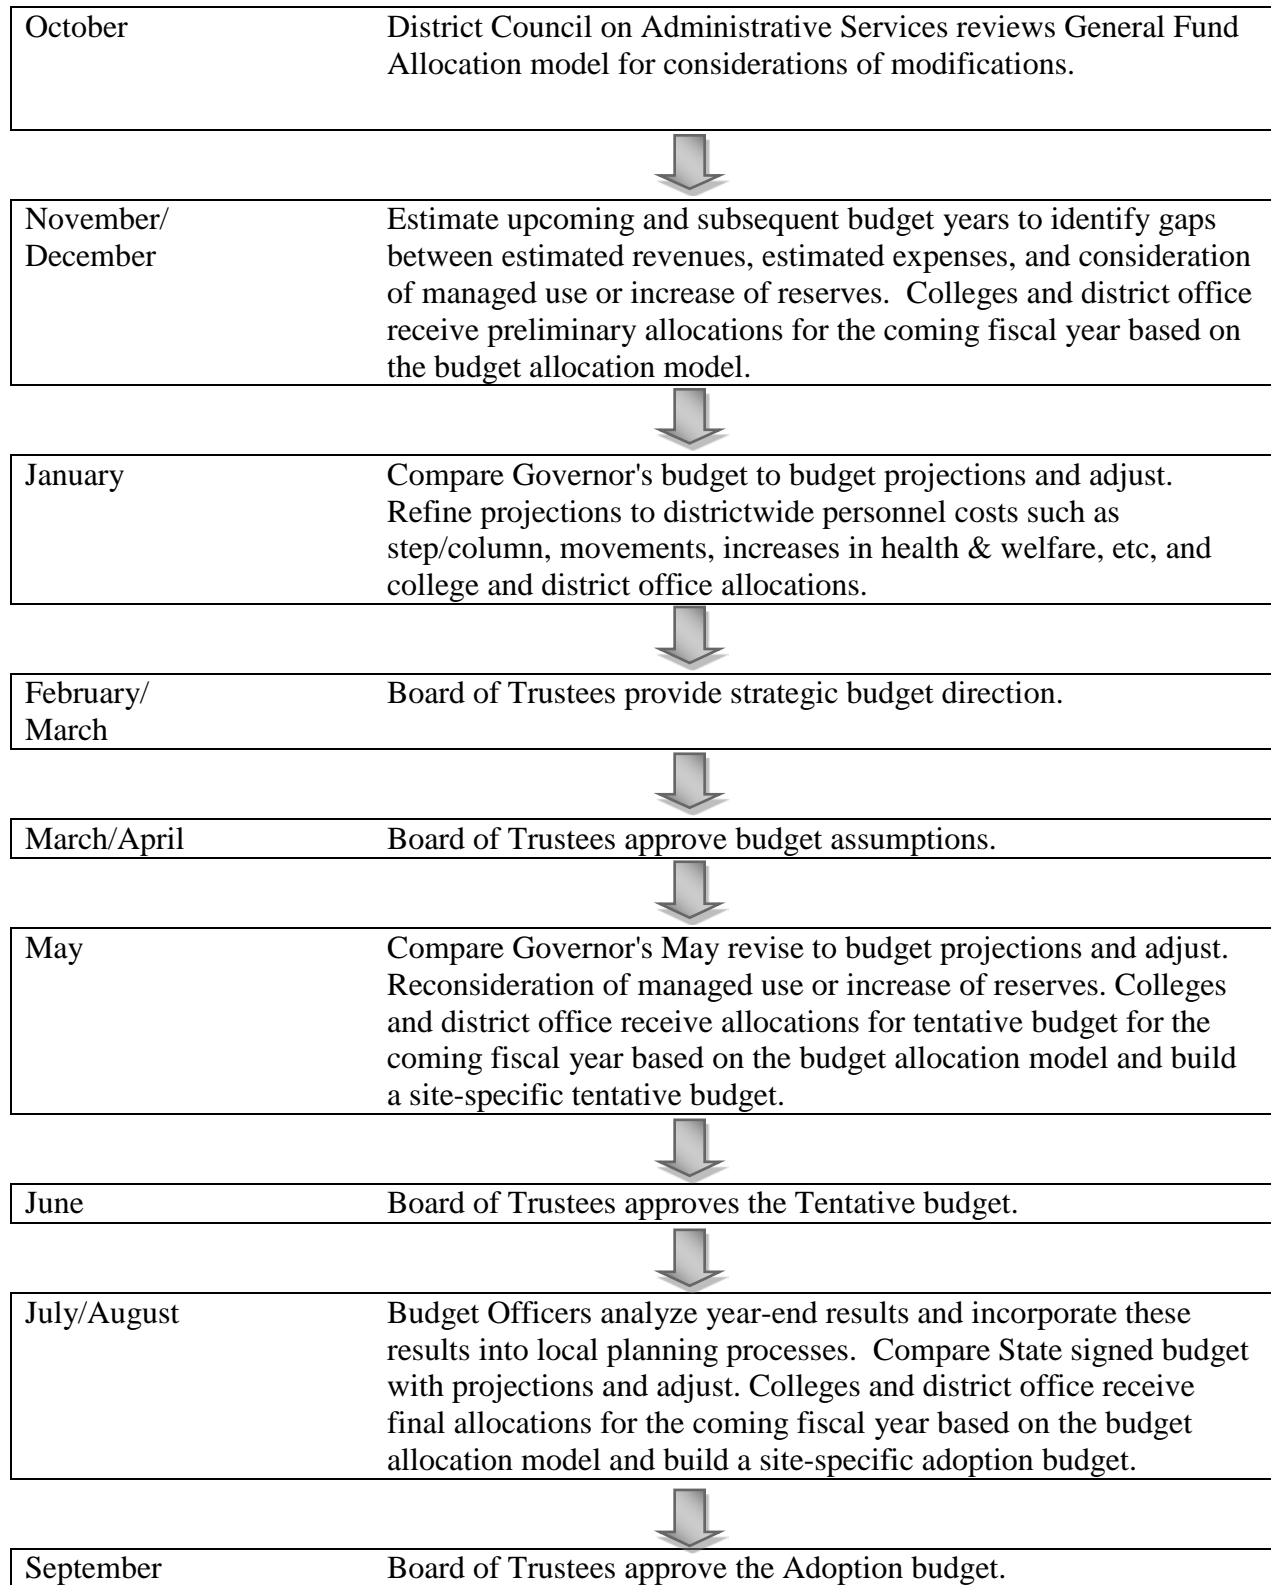 October District Council on Administrative Services reviews General Fund
Allocation model for considerations of modifications.
November/ Estimate upcoming and subsequent budget years to identify gaps
December between estimated revenues, estimated expenses, and consideration
of managed use or increase of reserves.  Colleges and district office
receive preliminary allocations for the coming fiscal year based on
the budget allocation model.
January Compare Governor's budget to budget projections and adjust.
Refine projections to districtwide personnel costs such as
step/column, movements, increases in health & welfare, etc, and
college and district office allocations.
February/ Board of Trustees provide strategic budget direction.
March
March/April Board of Trustees approve budget assumptions.
May Compare Governor's May revise to budget projections and adjust.
Reconsideration of managed use or increase of reserves. Colleges
and district office receive allocations for tentative budget for the
coming fiscal year based on the budget allocation model and build
a site-specific tentative budget.
June Board of Trustees approves the Tentative budget.
July/August Budget Officers analyze year-end results and incorporate these
results into local planning processes.  Compare State signed budget
with projections and adjust. Colleges and district office receive
final allocations for the coming fiscal year based on the budget
allocation model and build a site-specific adoption budget.
September Board of Trustees approve the Adoption budget.